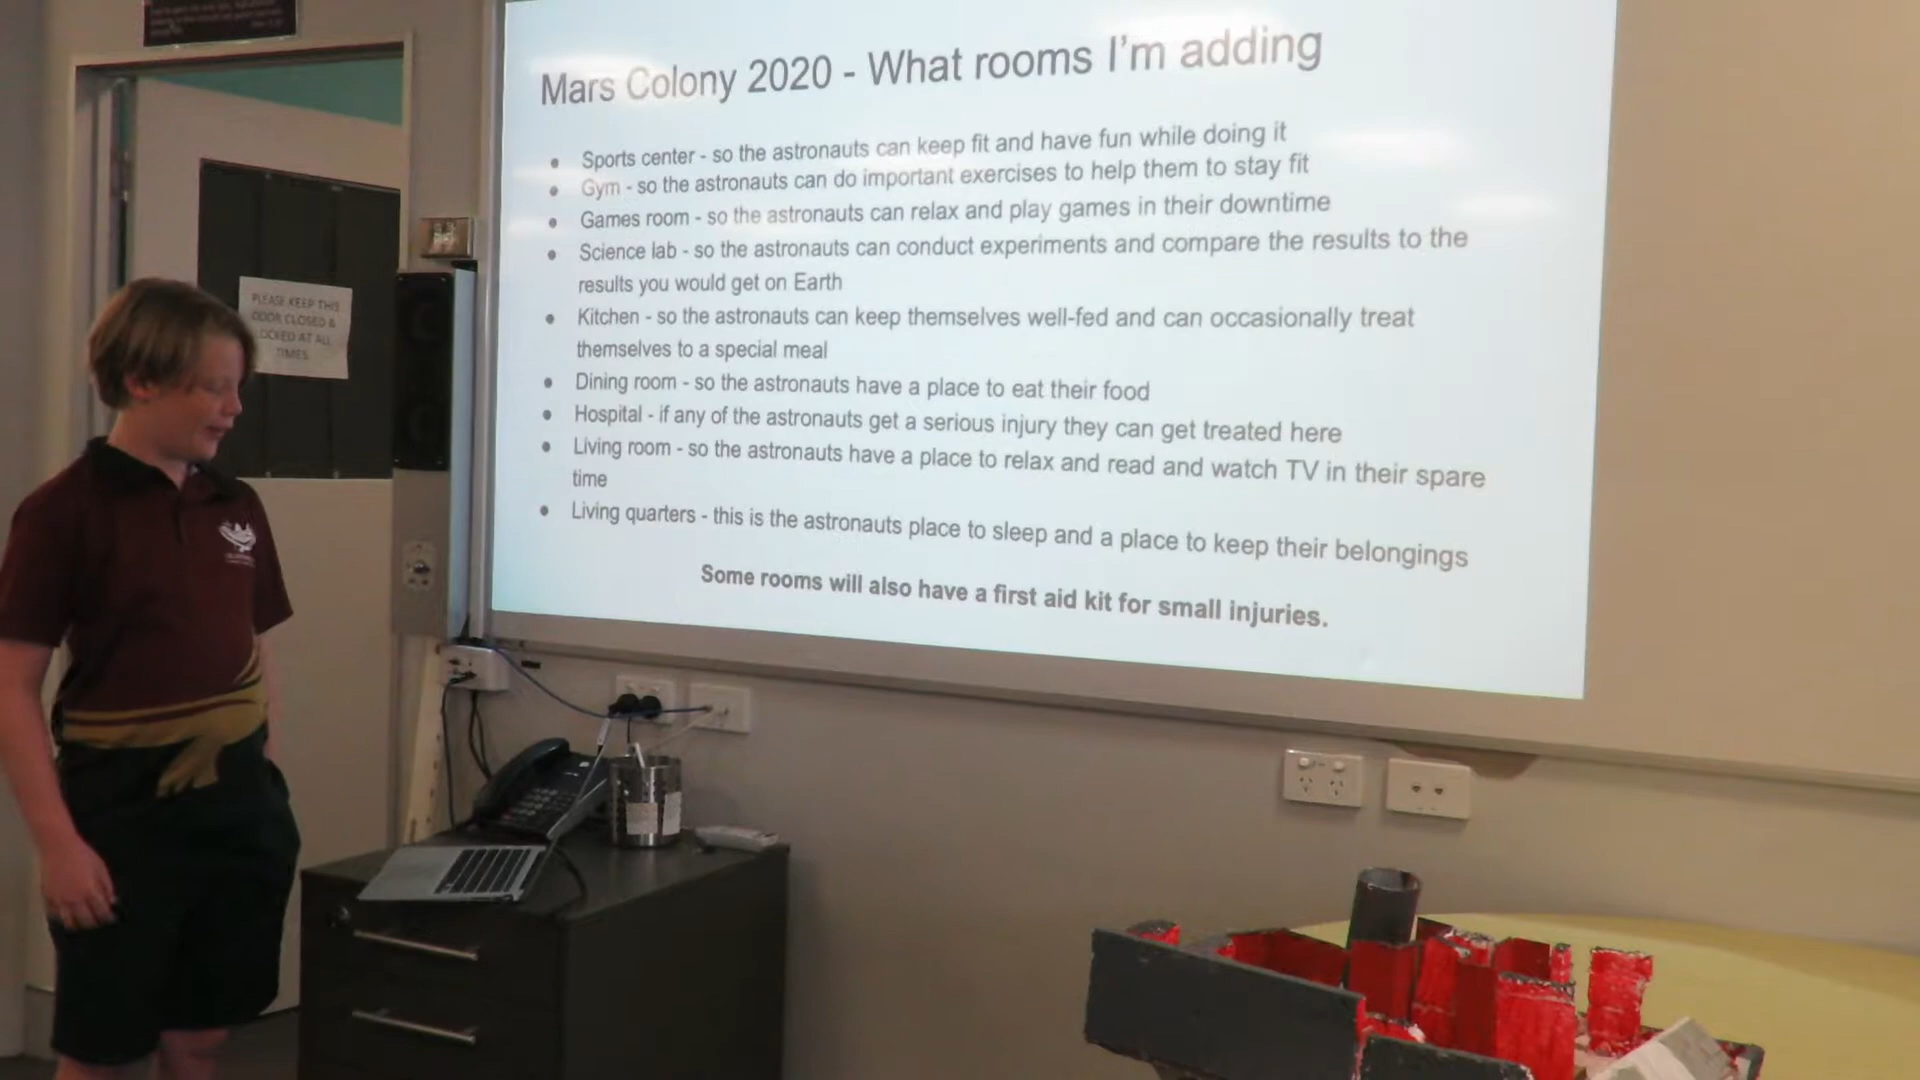 Mars Colony 2020 - What rooms I'm adding
● Sports center - so the astronauts can keep fit and have fun while doing it
● Gym - so the astronauts can do important exercises to help them to stay fit
● Games room - so the astronauts can relax and play games in their downtime
● Science lab - so the astronauts can conduct experiments and compare the results to the
results you would get on Earth
● Kitchen - so the astronauts can keep themselves well-fed and can occasionally treat
themselves to a special meal
● Dining room - so the astronauts have a place to eat their food
● Hospital - if any of the astronauts get a serious injury they can get treated here
● Living room - so the astronauts have a place to relax and read and watch TV in their spare
time
● Living quarters - this is the astronauts place to sleep and a place to keep their belongings
Some rooms will also have a first aid kit for small injuries.
PLEASE KEEP THIS
DOOR CLOSED &
LOCKED AT ALL
TIMES